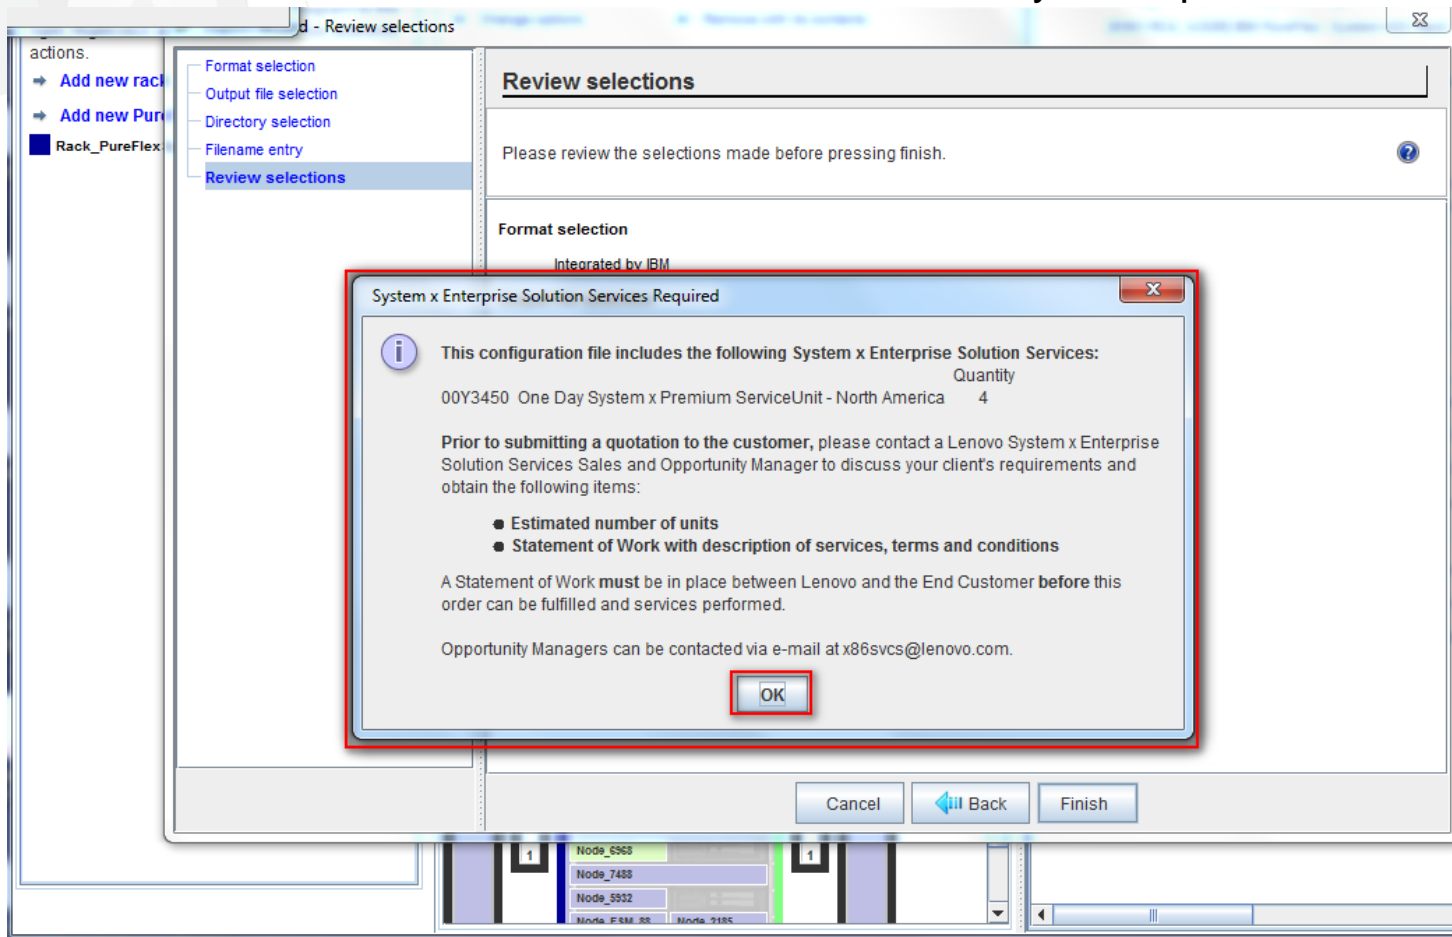 d - Review selections
actions.
Add new rack
Add new Pure
Rack_PureFlex
Format selection
Output file selection
Directory selection
Filename entry
Review selections
Review selections
Please review the selections made before pressing finish.
Format selection
Integrated by IBM
System x Enterprise Solution Services Required
This configuration file includes the following System x Enterprise Solution Services:
Quantity
00Y3450 One Day System x Premium ServiceUnit - North America 4
Prior to submitting a quotation to the customer, please contact a Lenovo System x Enterprise
Solution Services Sales and Opportunity Manager to discuss your client's requirements and
obtain the following items:
● Estimated number of units
● Statement of Work with description of services, terms and conditions
A Statement of Work must be in place between Lenovo and the End Customer before this
order can be fulfilled and services performed.
Opportunity Managers can be contacted via e-mail at x86svcs@lenovo.com.
OK
Cancel
Back
Finish
1
Node_6968
1
Node_7488
Node_5932
Node_ESM_88 Node_2185